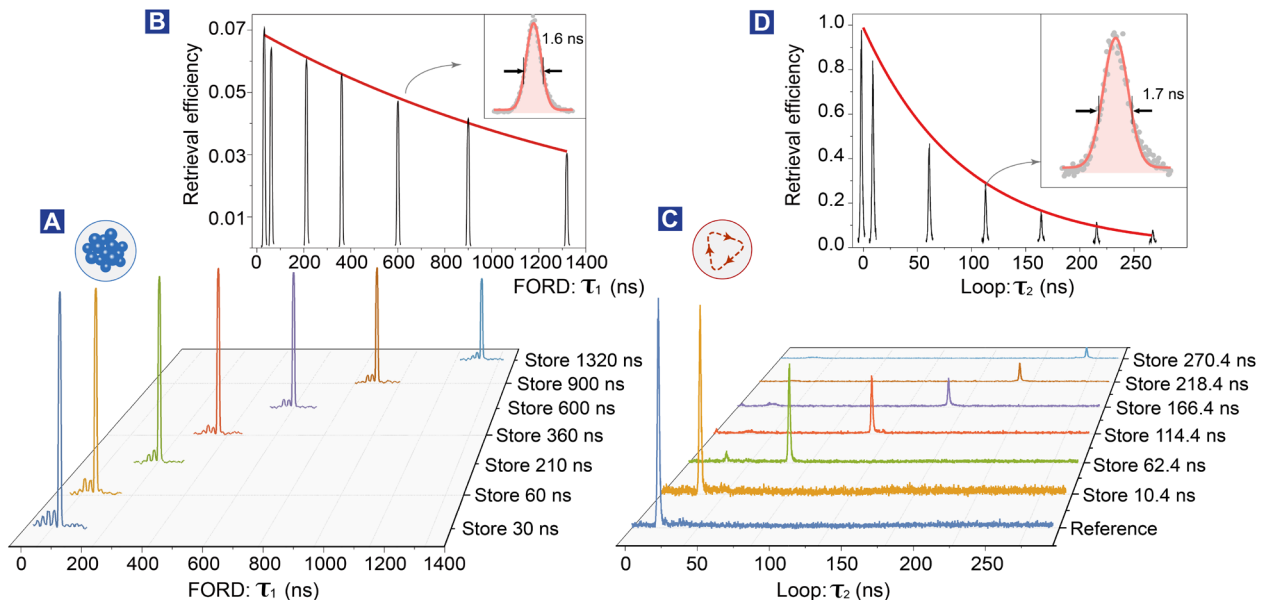 B
0.07
0.05
0.03
0.01
Retrieval efficiency
1.6 ns
0 200 400 600 800 1000 1200 1400
FORD: τ1 (ns)
D
1.0
0.8
0.6
0.4
0.2
0.0
Retrieval efficiency
1.7 ns
0 50 100 150 200 250
Loop: τ2 (ns)
A
Store 1320 ns
Store 900 ns
Store 600 ns
Store 360 ns
Store 210 ns
Store 60 ns
Store 30 ns
0 200 400 600 800 1000 1200 1400
FORD: τ1 (ns)
C
Store 270.4 ns
Store 218.4 ns
Store 166.4 ns
Store 114.4 ns
Store 62.4 ns
Store 10.4 ns
Reference
0 50 100 150 200 250
Loop: τ2 (ns)